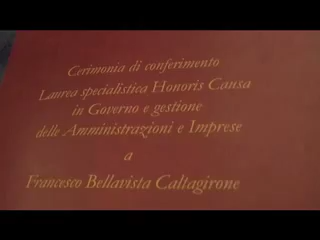 Cerimonia di conferimento
Laurea specialistica Honoris Causa
in Governo e gestione
delle Amministrazioni e Imprese
a
Francesco Bellavista Caltagirone